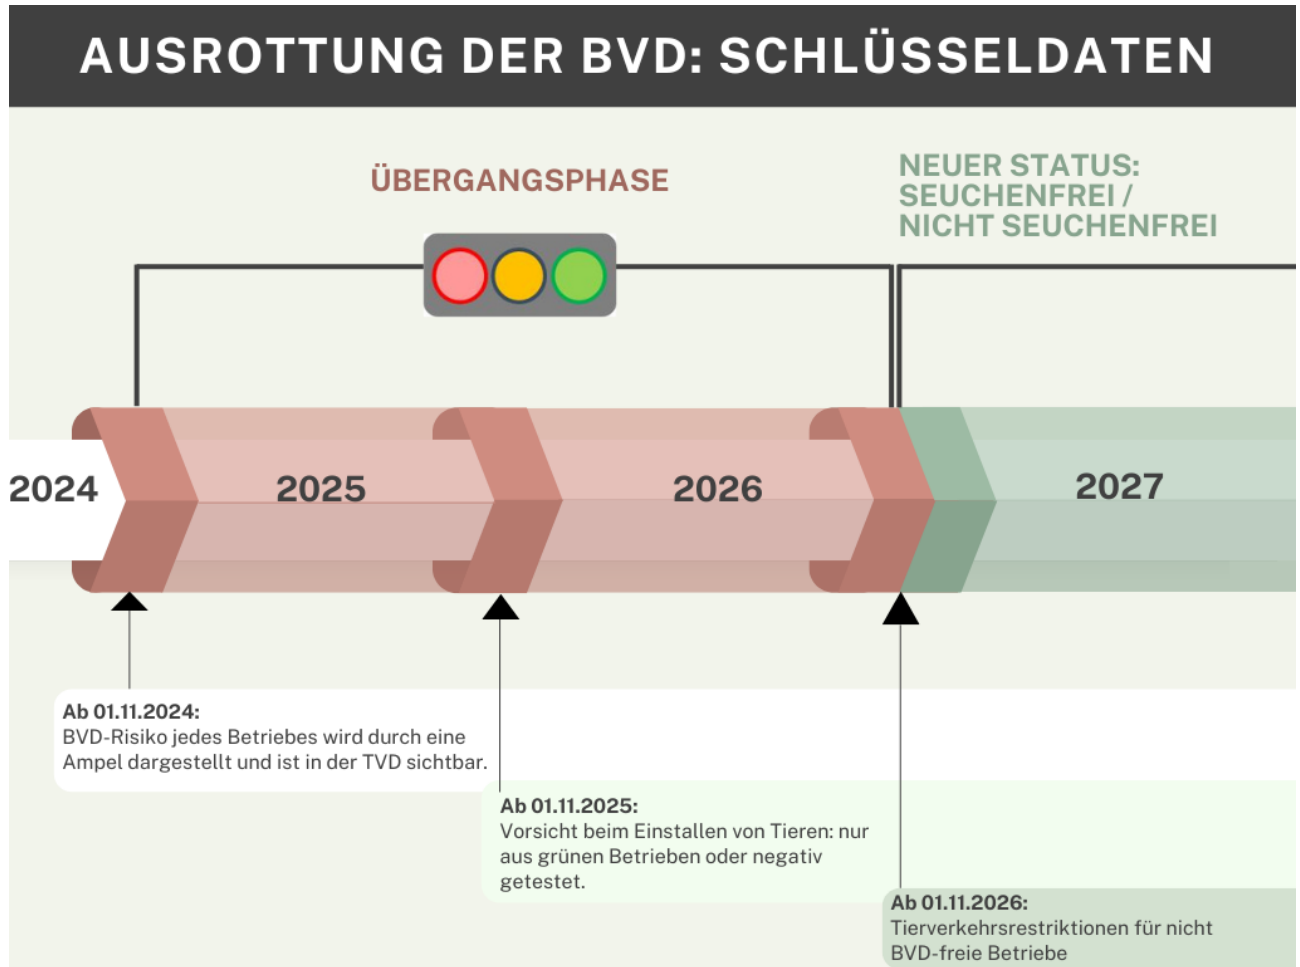 AUSROTTUNG DER BVD: SCHLÜSSELDATEN
ÜBERGANGSPHASE
NEUER STATUS:
SEUCHENFREI /
NICHT SEUCHENFREI
2024
2025
2026
2027
Ab 01.11.2024:
BVD-Risiko jedes Betriebes wird durch eine
Ampel dargestellt und ist in der TVD sichtbar.
Ab 01.11.2025:
Vorsicht beim Einstallen von Tieren: nur
aus grünen Betrieben oder negativ
getestet.
Ab 01.11.2026:
Tierverkehrsrestriktionen für nicht
BVD-freie Betriebe